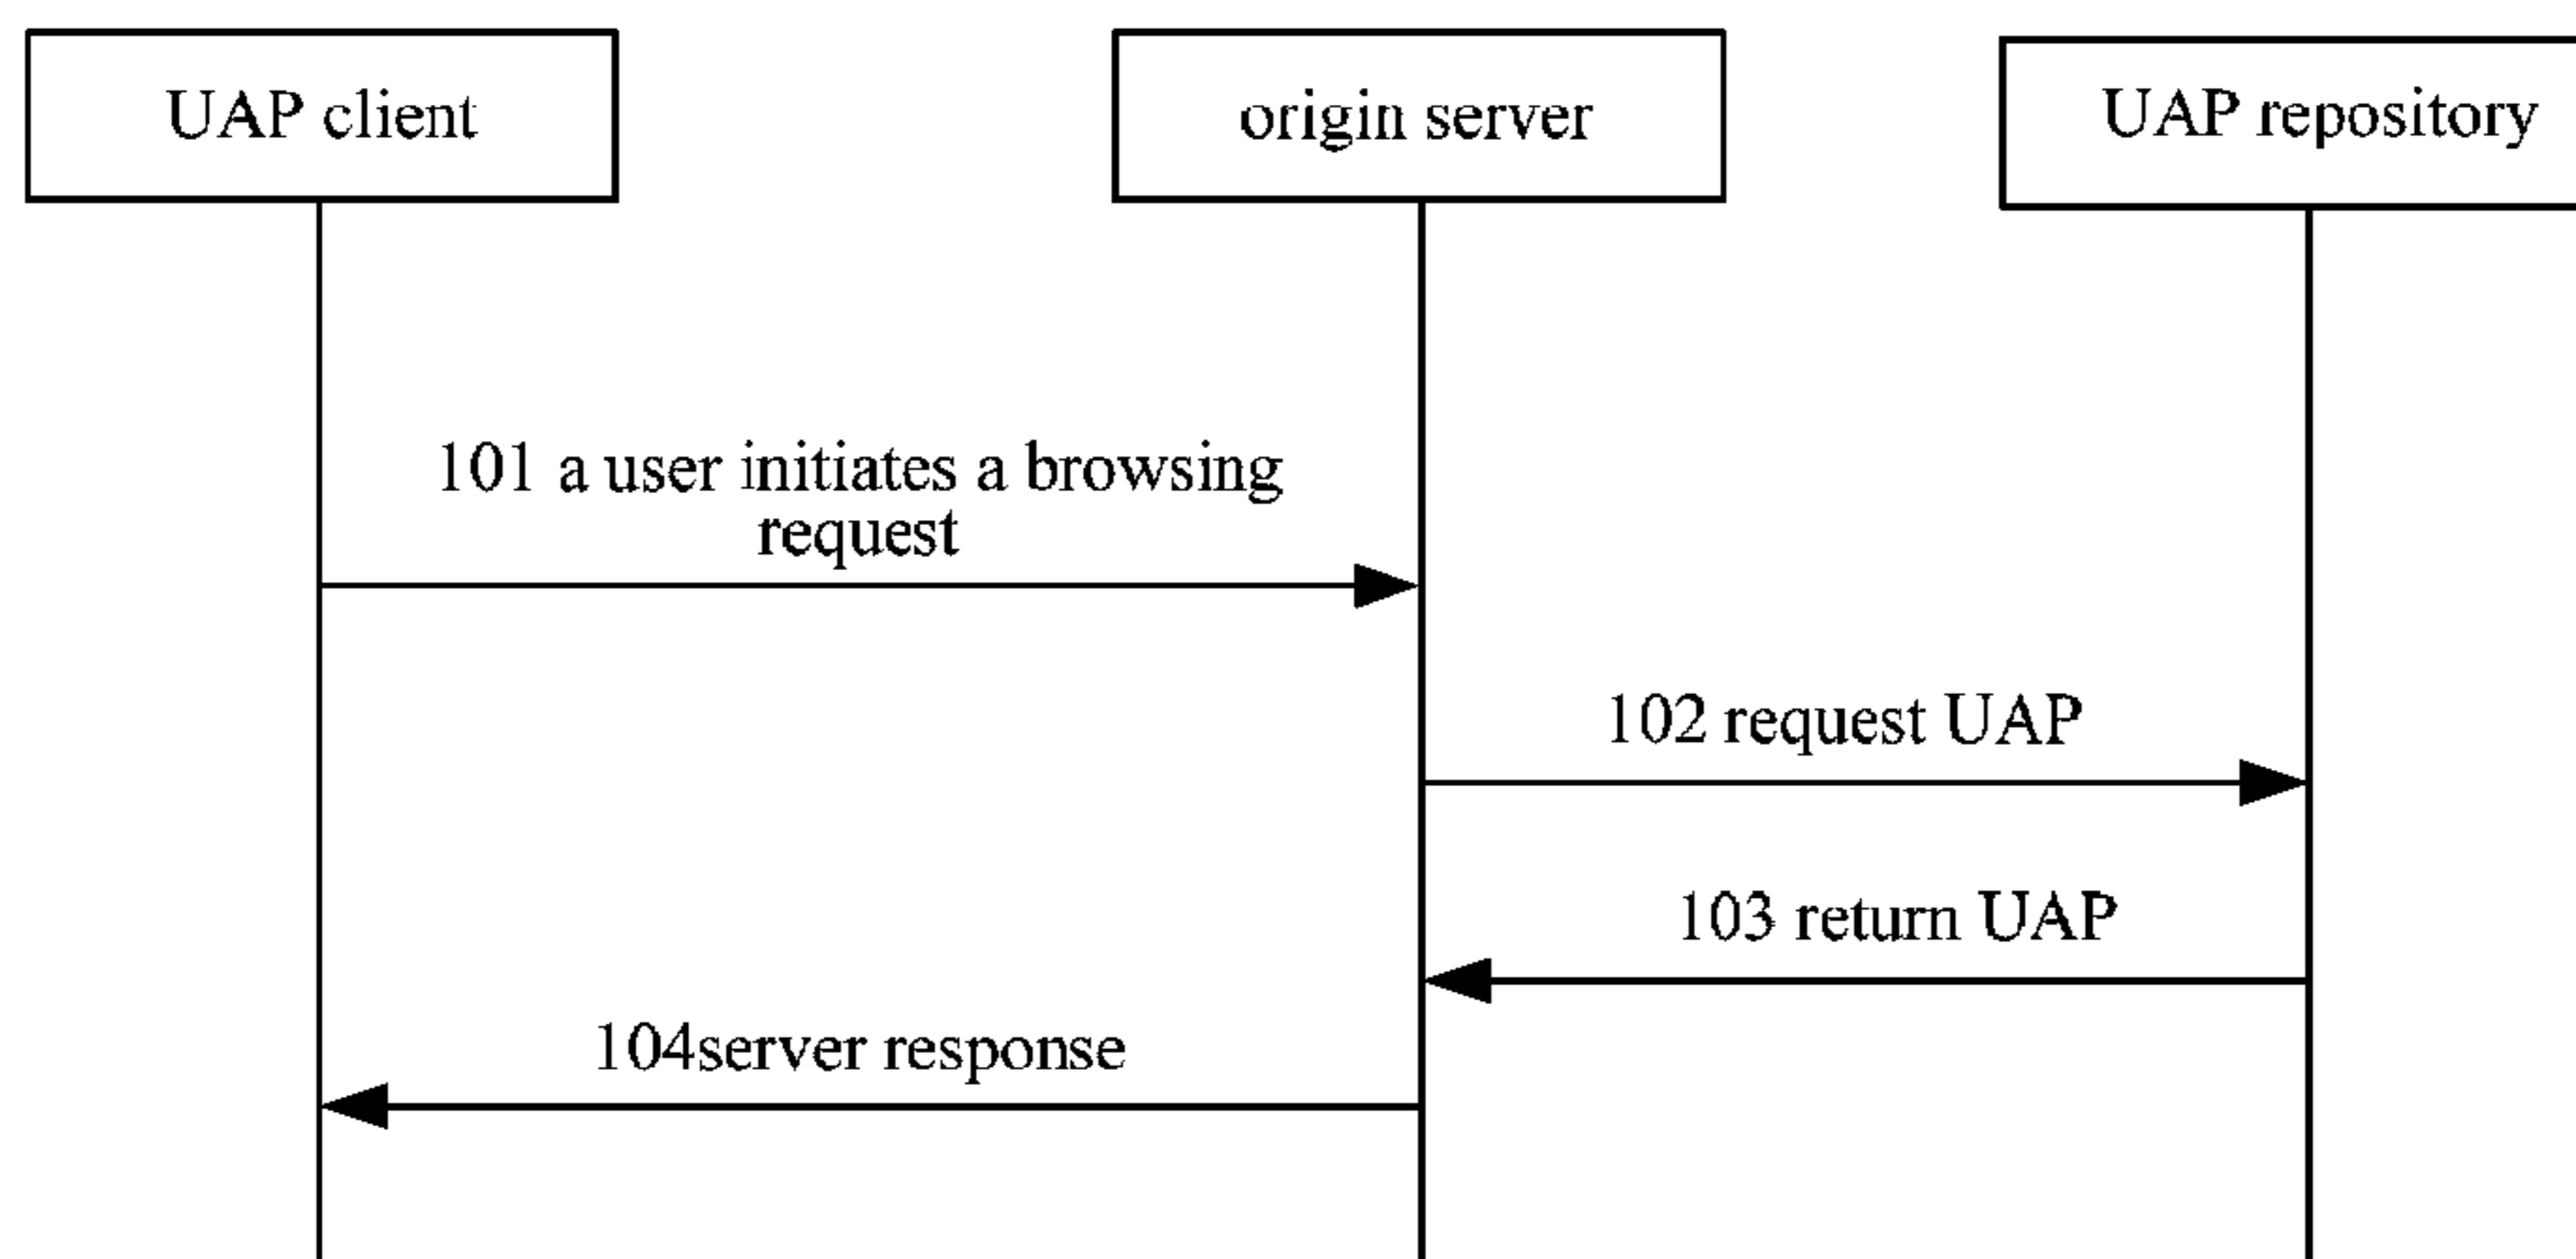 UAP client
origin server
UAP repository
101 a user initiates a browsing
request
102 request UAP
103 return UAP
104server response